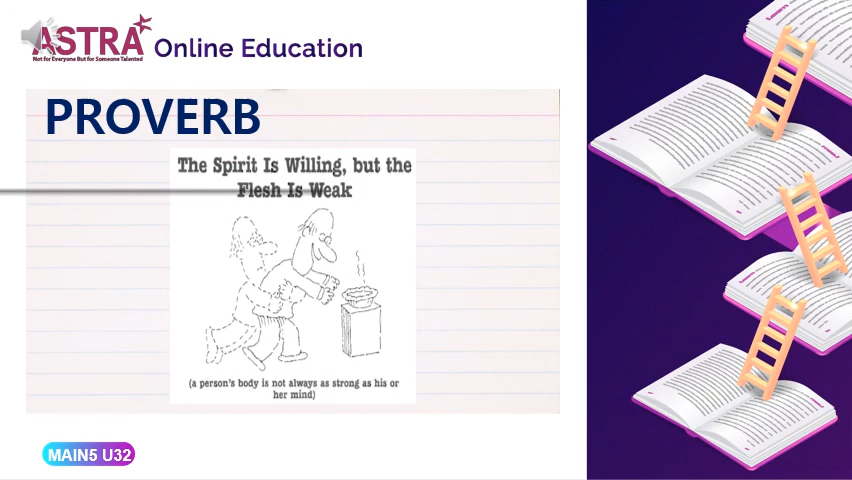 ASTRA
Not for Everyone But for Someone Talented
Online Education
PROVERB
The Spirit Is Willing, but the
Flesh Is Weak
(a person's body is not always as strong as his or
her mind)
MAIN5 U32